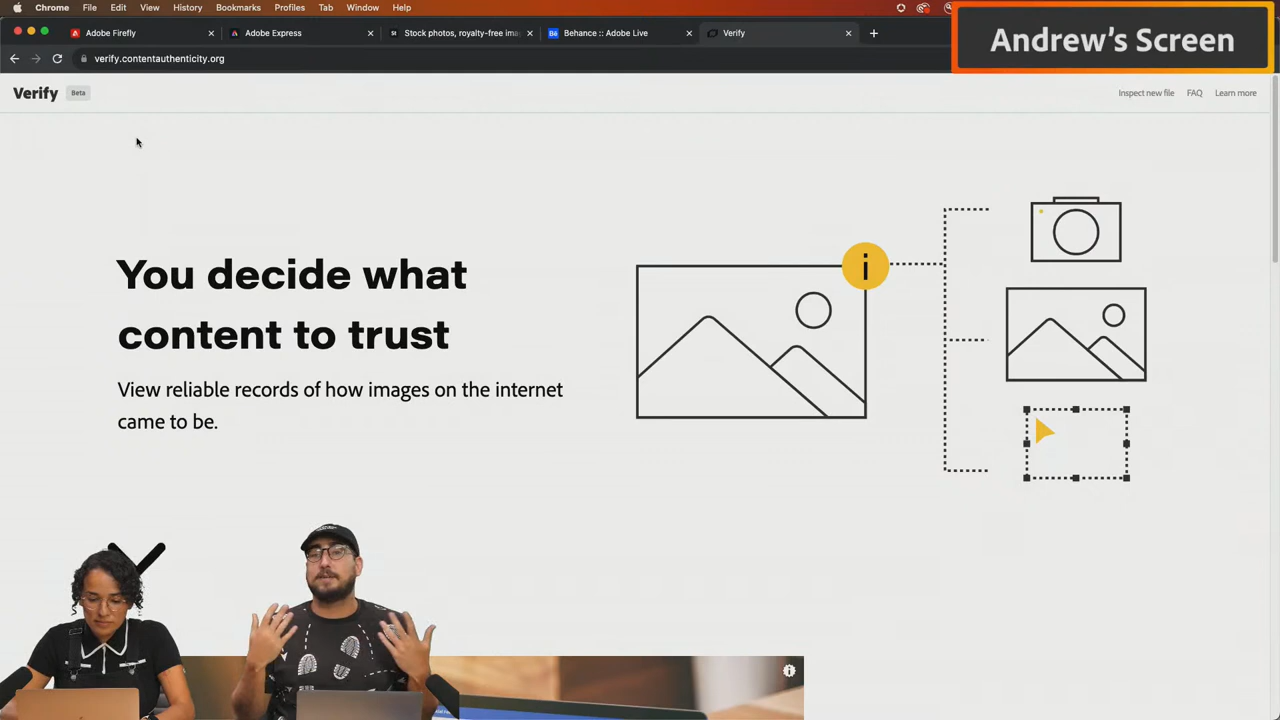 Chrome File Edit View History Bookmarks Profiles Tab Window Help
Andrew's Screen
Adobe Firefly
Adobe Express
Stock photos, royalty-free ima
Behance :: Adobe Live
Verify
verify.contentauthenticity.org
Verify Beta
Inspect new file FAQ Learn more
You decide what
content to trust
View reliable records of how images on the internet
came to be.